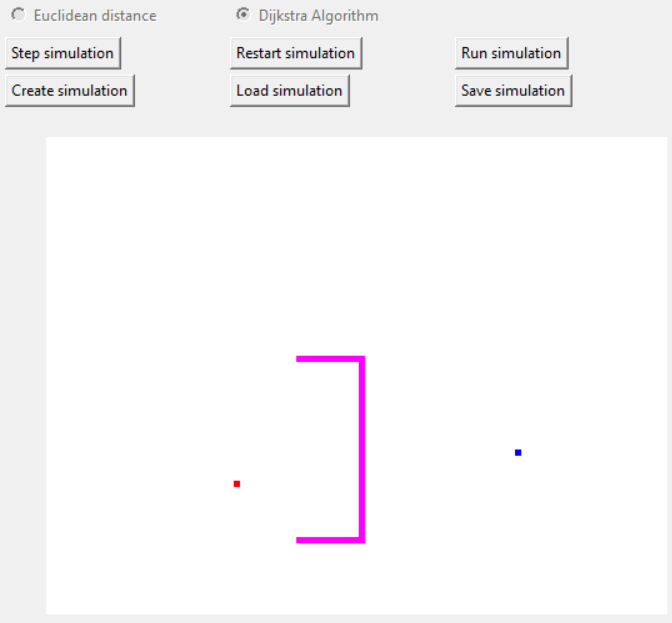 Euclidean distance Dijkstra Algorithm
Step simulation Restart simulation Run simulation
Create simulation Load simulation Save simulation